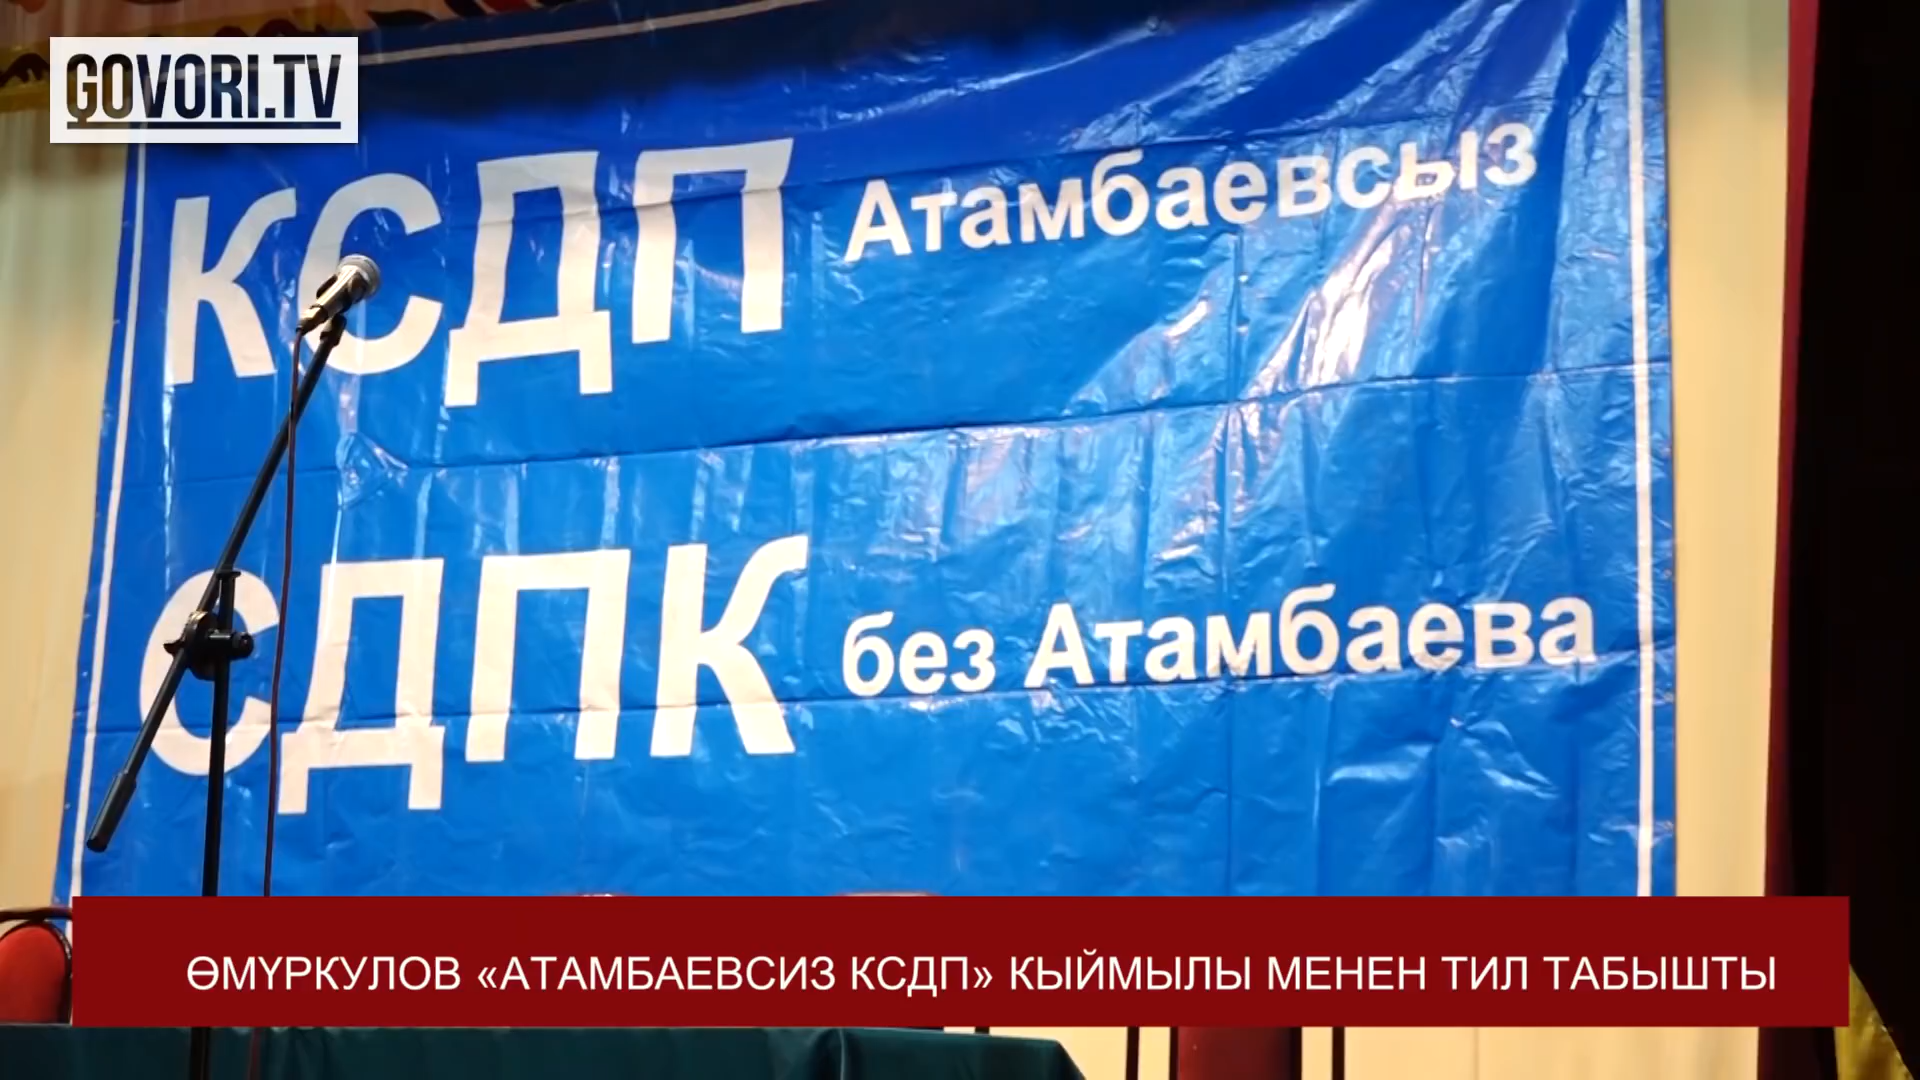 GOVORI.TV
КСДП Атамбаевсыз
СДПК без Атамбаева
ӨМҮРКУЛОВ «АТАМБАЕВСИЗ КСДП» КЫЙМЫЛЫ МЕНЕН ТИЛ ТАБЫШТЫ